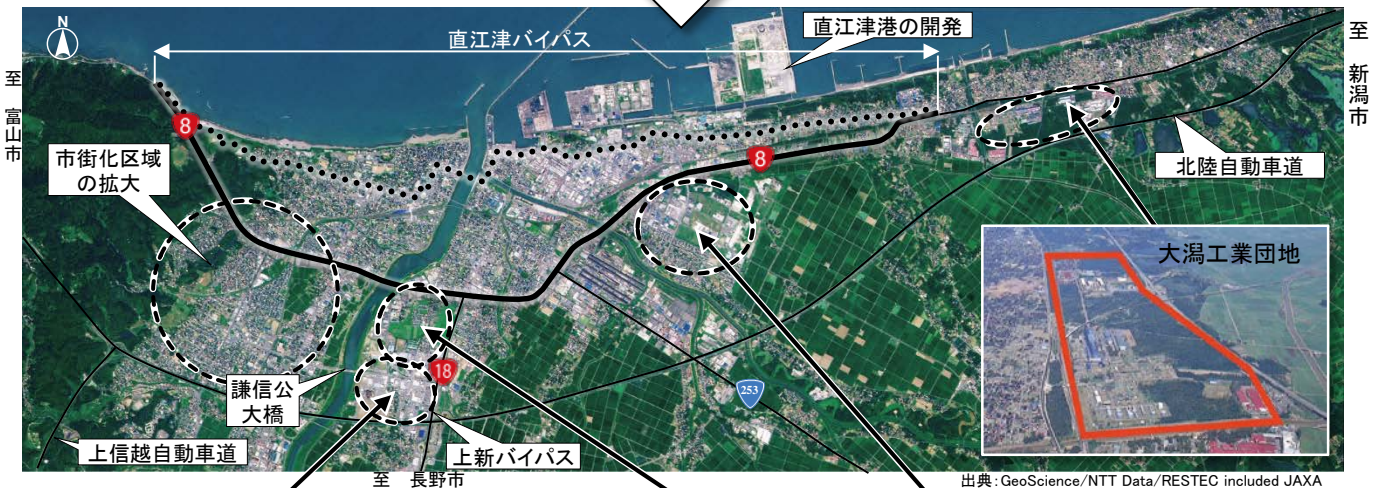 N
直江津バイパス
直江津港の開発
至 富山市
至 新潟市
8
市街化区域
の拡大
8
北陸自動車道
大潟工業団地
謙信公
大橋
18
253
上信越自動車道
上新バイパス
至 長野市
出典：GeoScience/NTT Data/RESTEC included JAXA